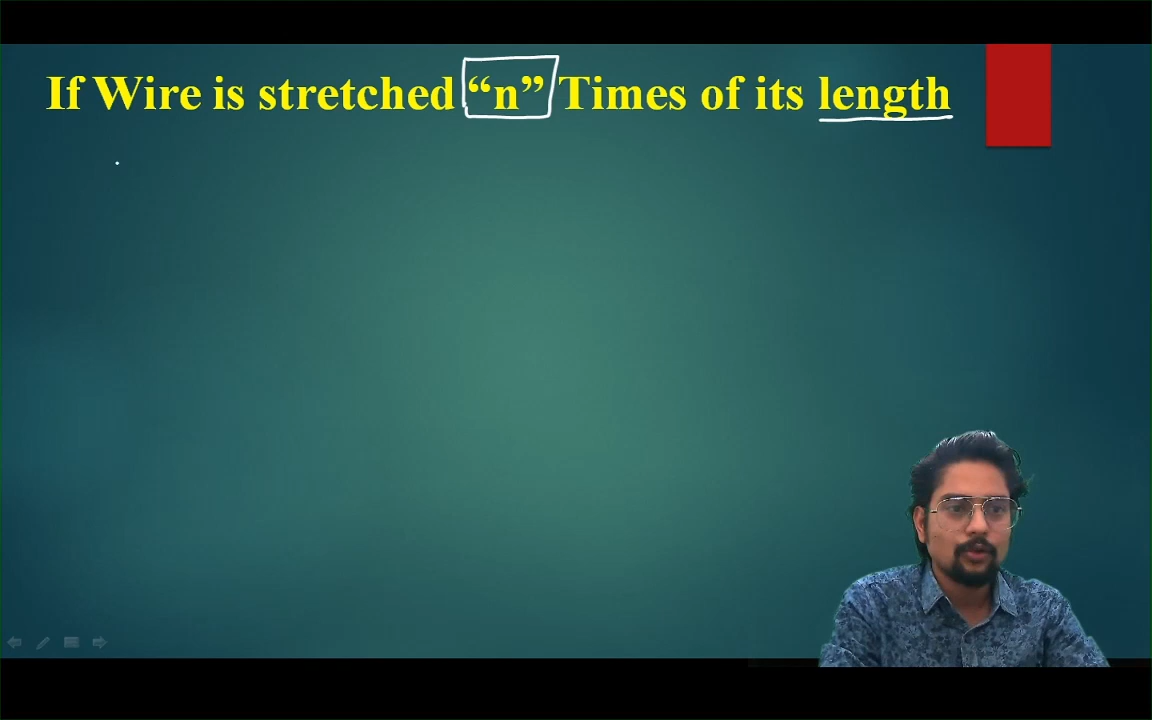 If Wire is stretched “n” Times of its length